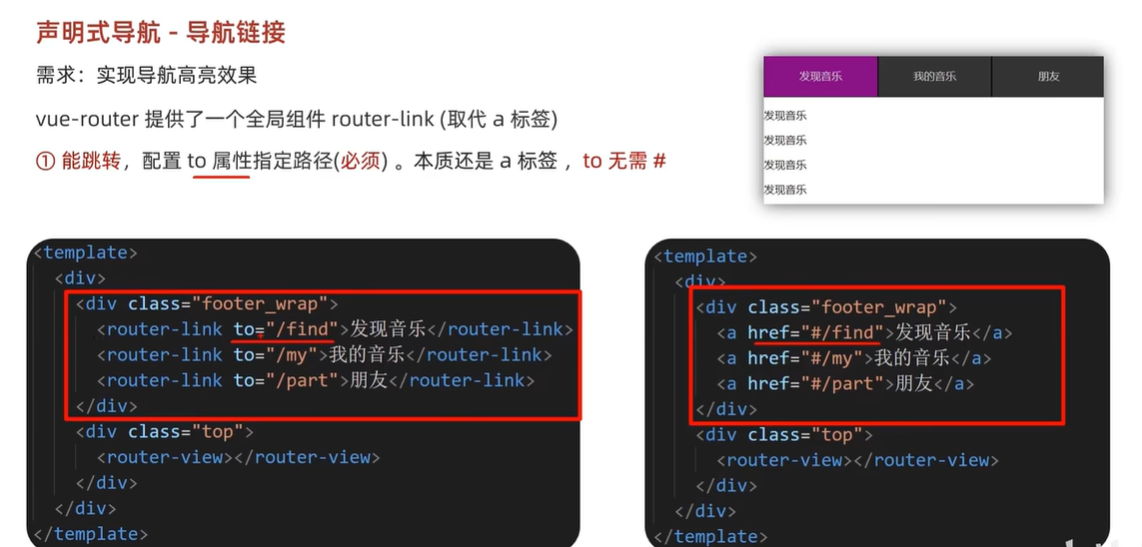 声明式导航 - 导航链接
需求：实现导航高亮效果
vue-router 提供了一个全局组件 router-link (取代 a 标签)
① 能跳转，配置 to 属性指定路径(必须) 。本质还是 a 标签 ，to 无需 #
发现音乐 我的音乐 朋友
发现音乐
发现音乐
发现音乐
发现音乐
<template>
<div>
<div class="footer_wrap">
<router-link to="/find">发现音乐</router-link>
<router-link to="/my">我的音乐</router-link>
<router-link to="/part">朋友</router-link>
</div>
<div class="top">
<router-view></router-view>
</div>
</div>
</template>
<template>
<div>
<div class="footer_wrap">
<a href="#/find">发现音乐</a>
<a href="#/my">我的音乐</a>
<a href="#/part">朋友</a>
</div>
<div class="top">
<router-view></router-view>
</div>
</div>
</template>